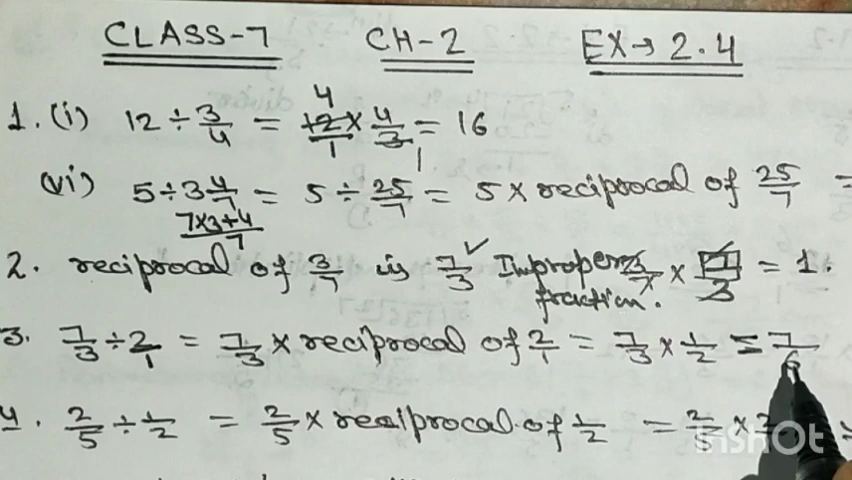 CLASS-7 CH-2 EX→2.4
1. (i) 12 ÷ 3/4 = 12/1 × 4/3 = 16
4
1
(vi) 5 ÷ 3 4/7 = 5 ÷ 25/7 = 5 × reciprocal of 25/7 =
7×3+4/7
2. reciprocal of 3/7 is 7/3 ✓ Improper fraction. 3/7 × 7/3 = 1.
3. 7/3 ÷ 2/1 = 7/3 × reciprocal of 2/1 = 7/3 × 1/2 = 7/6
4. 2/5 ÷ 1/2 = 2/5 × reciprocal of 1/2 = 2/5 × 2
InShOt